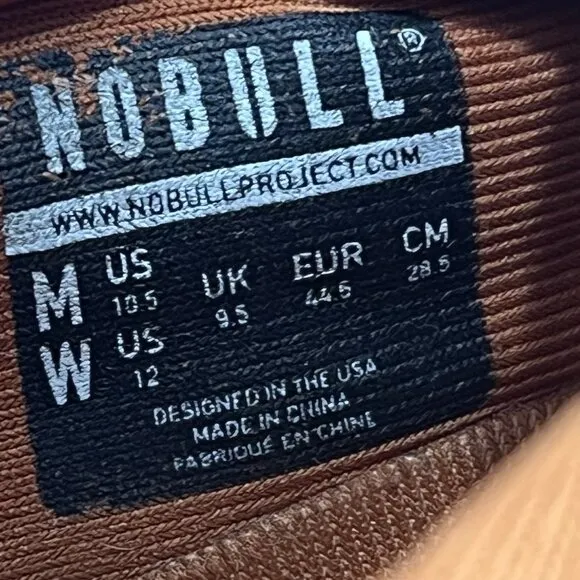 NOBULL®
WWW.NOBULLPROJECT.COM
M US 10.5 UK 9.5 EUR 44.5 CM 28.5
W US 12
DESIGNED IN THE USA
MADE IN CHINA
FABRIQUÉ EN CHINE